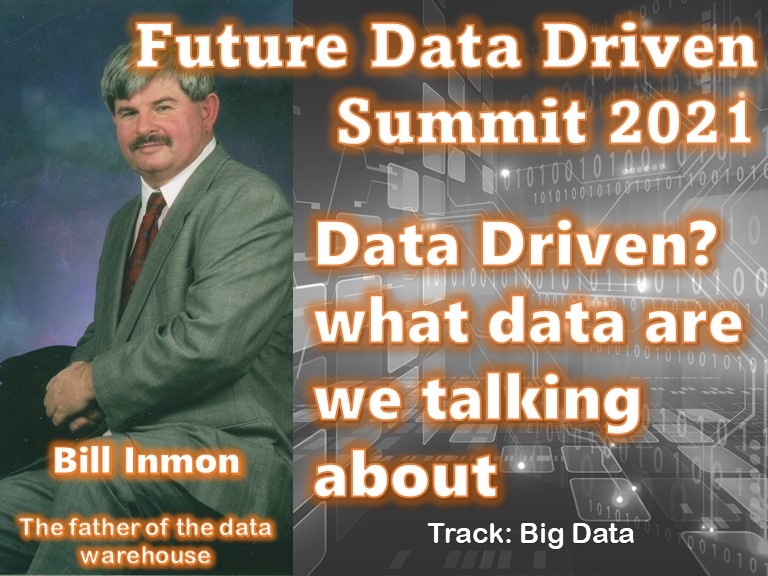 Future Data Driven
Summit 2021
Data Driven?
what data are
we talking
about
Bill Inmon
The father of the data
warehouse
Track: Big Data